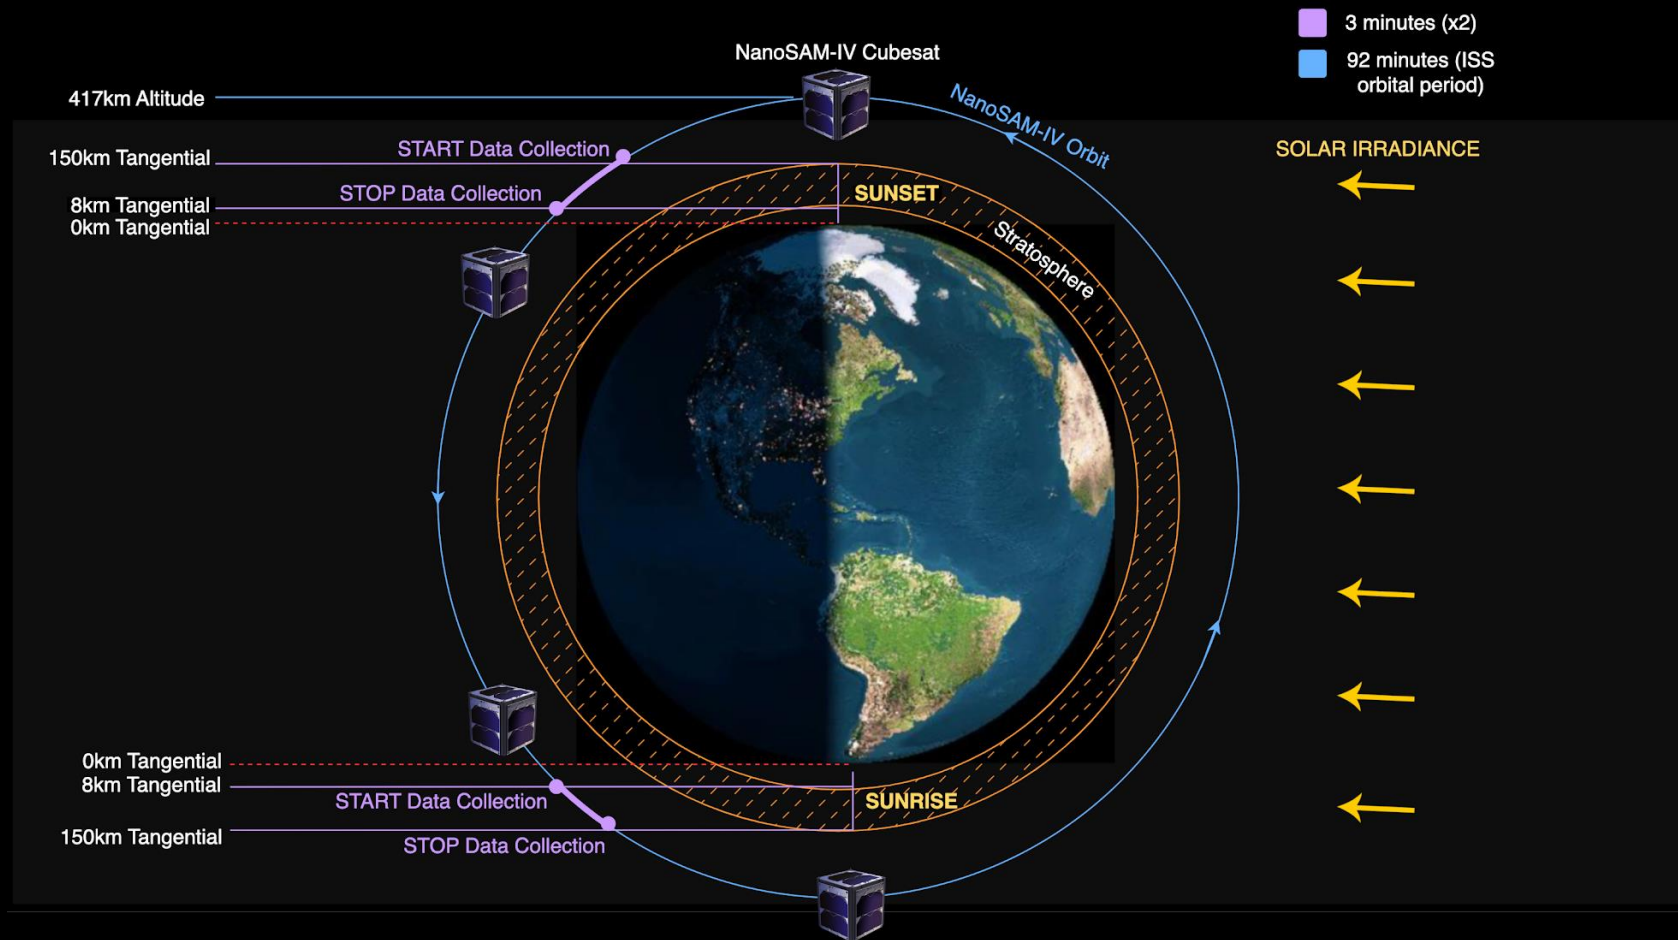 3 minutes (x2)
92 minutes (ISS
orbital period)
NanoSAM-IV Cubesat
417km Altitude
NanoSAM-IV Orbit
START Data Collection
SOLAR IRRADIANCE
150km Tangential
STOP Data Collection
SUNSET
8km Tangential
0km Tangential
Stratosphere
0km Tangential
8km Tangential
START Data Collection
SUNRISE
150km Tangential
STOP Data Collection